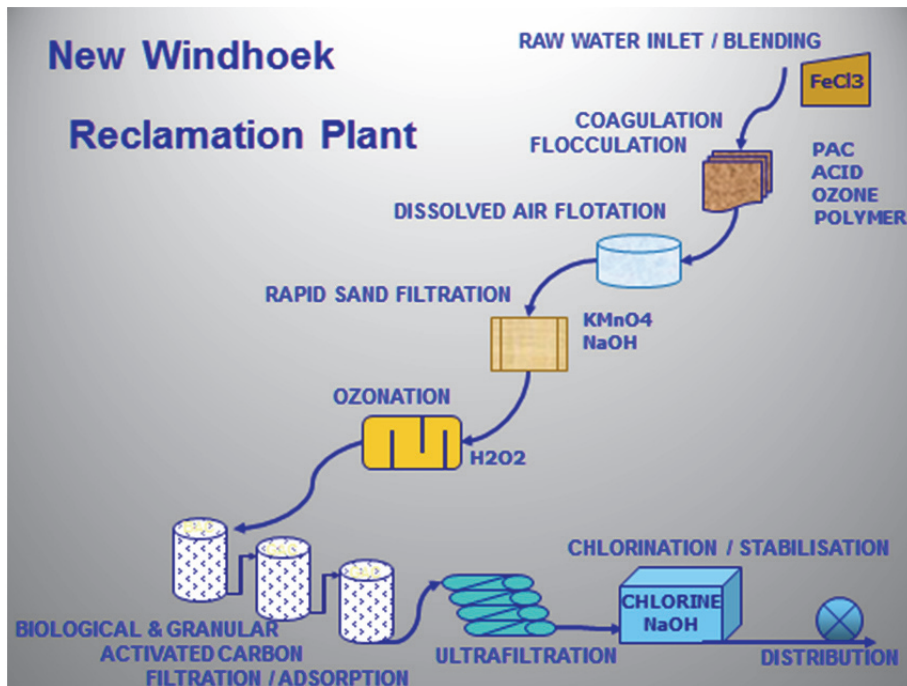 New Windhoek
Reclamation Plant
RAW WATER INLET / BLENDING
FeCl3
COAGULATION
FLOCCULATION
PAC
ACID
OZONE
POLYMER
DISSOLVED AIR FLOTATION
RAPID SAND FILTRATION
KMnO4
NaOH
OZONATION
H2O2
BIOLOGICAL & GRANULAR
ACTIVATED CARBON
FILTRATION / ADSORPTION
ULTRAFILTRATION
CHLORINATION / STABILISATION
CHLORINE
NaOH
DISTRIBUTION